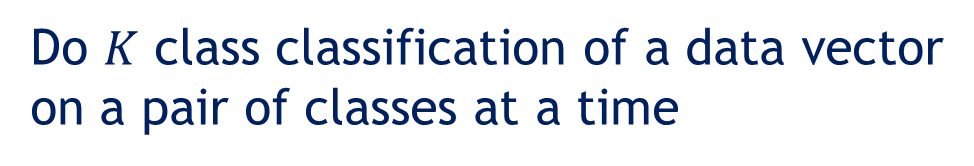 Do K class classification of a data vector
on a pair of classes at a time